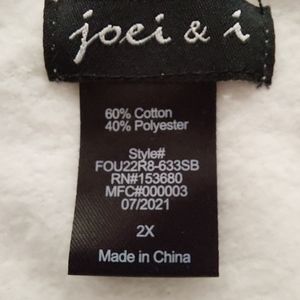 joei & i
60% Cotton
40% Polyester
Style#
FOU22R8-633SB
RN#153680
MFC#000003
07/2021
2X
Made in China